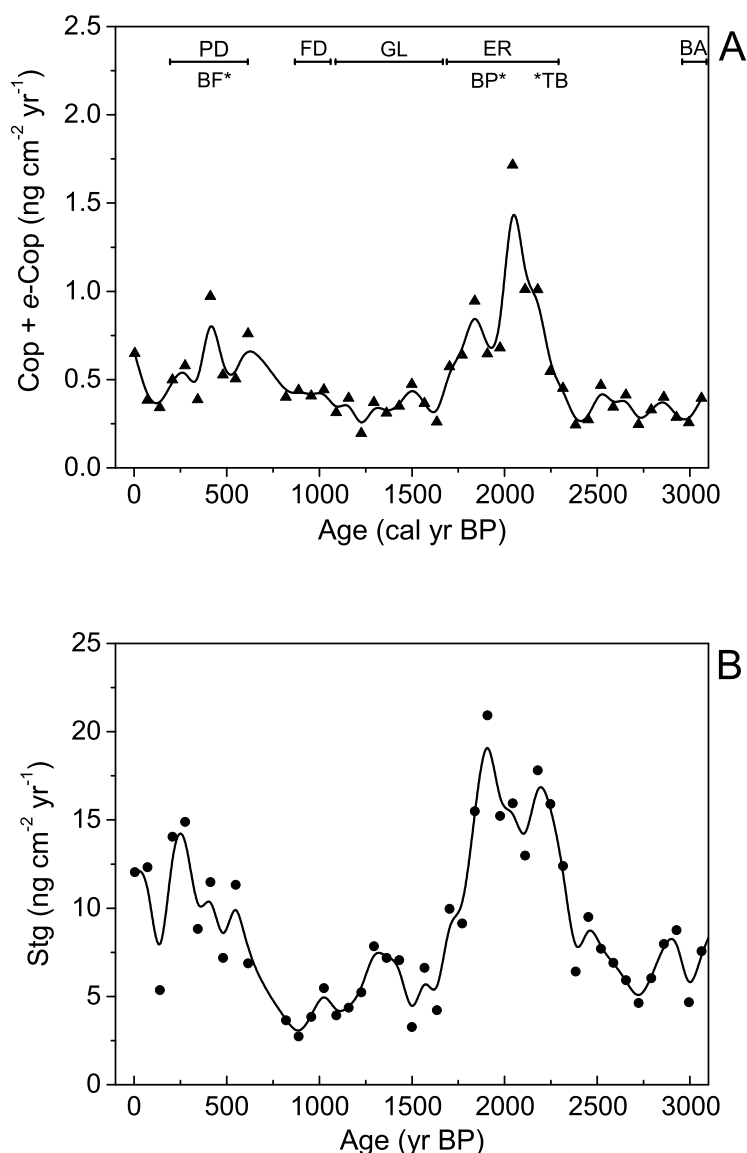 A
PD FD GL ER BA
BF* BP* *TB
Cop + e-Cop (ng cm-2 yr-1)
2.5
2.0
1.5
1.0
0.5
0.0
0 500 1000 1500 2000 2500 3000
Age (cal yr BP)
B
Stg (ng cm-2 yr-1)
25
20
15
10
5
0
0 500 1000 1500 2000 2500 3000
Age (yr BP)